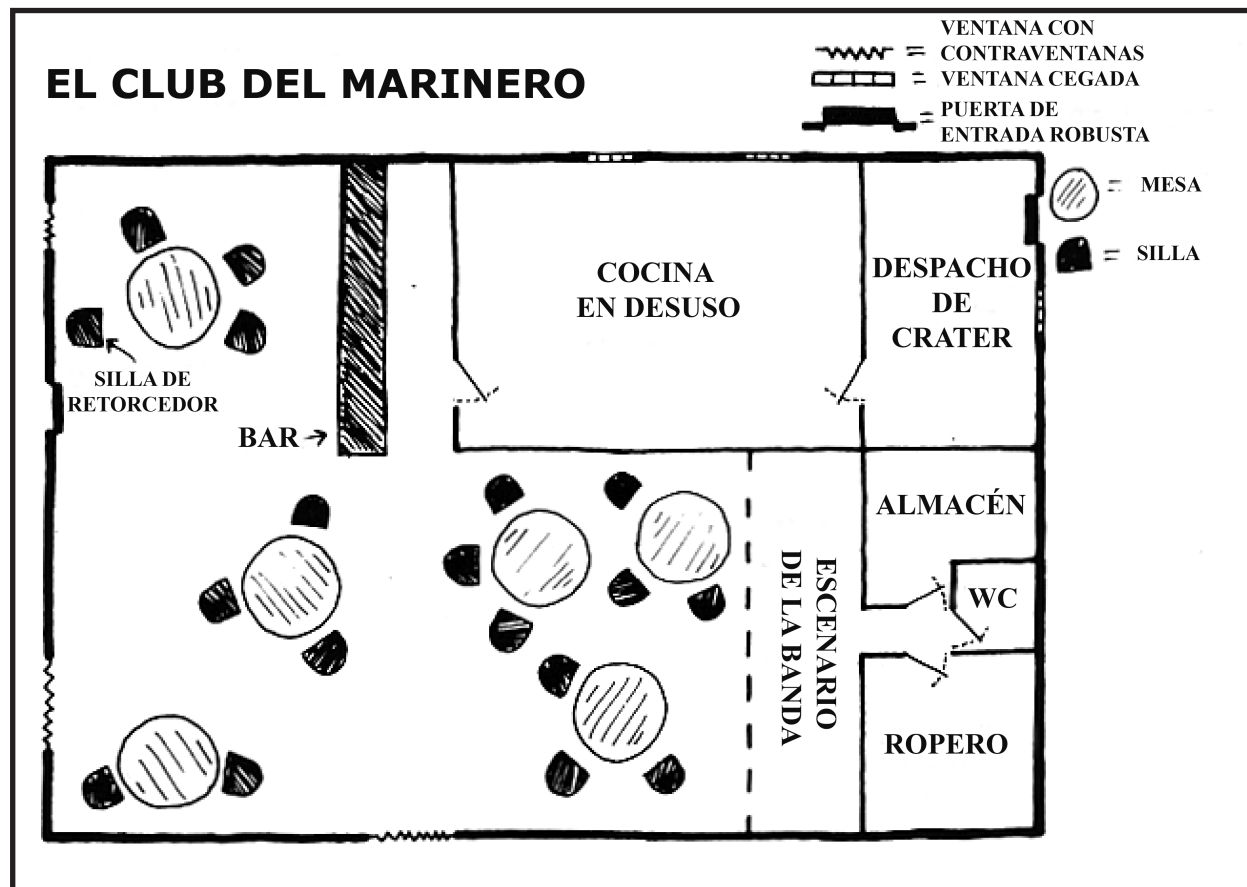 EL CLUB DEL MARINERO
VENTANA CON
CONTRAVENTANAS
VENTANA CEGADA
PUERTA DE
ENTRADA ROBUSTA
MESA
SILLA
COCINA
EN DESUSO
DESPACHO
DE
CRATER
SILLA DE
RETORCEDOR
BAR
ALMACÉN
WC
ESCENARIO
DE LA BANDA
ROPERO